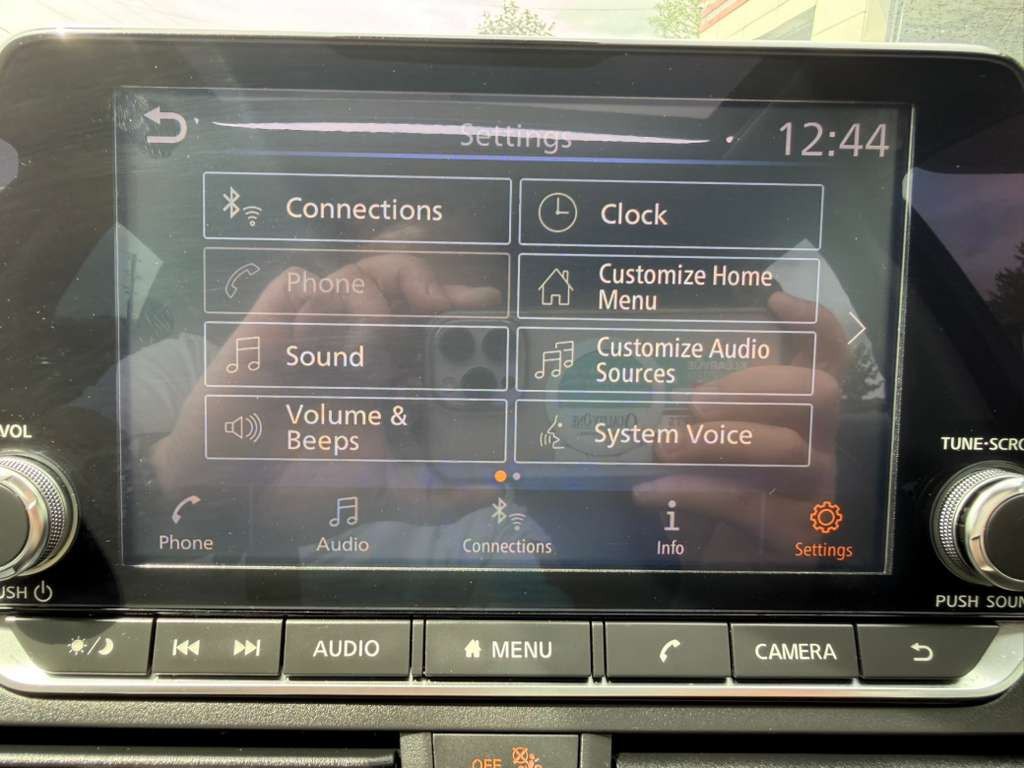 Settings
12:44
Connections
Clock
Phone
Customize Home
Menu
Sound
Customize Audio
Sources
Volume &
Beeps
System Voice
Phone
Audio
Connections
Info
Settings
VOL
TUNE·SCRO
USH
PUSH SOUN
AUDIO
MENU
CAMERA
OFF